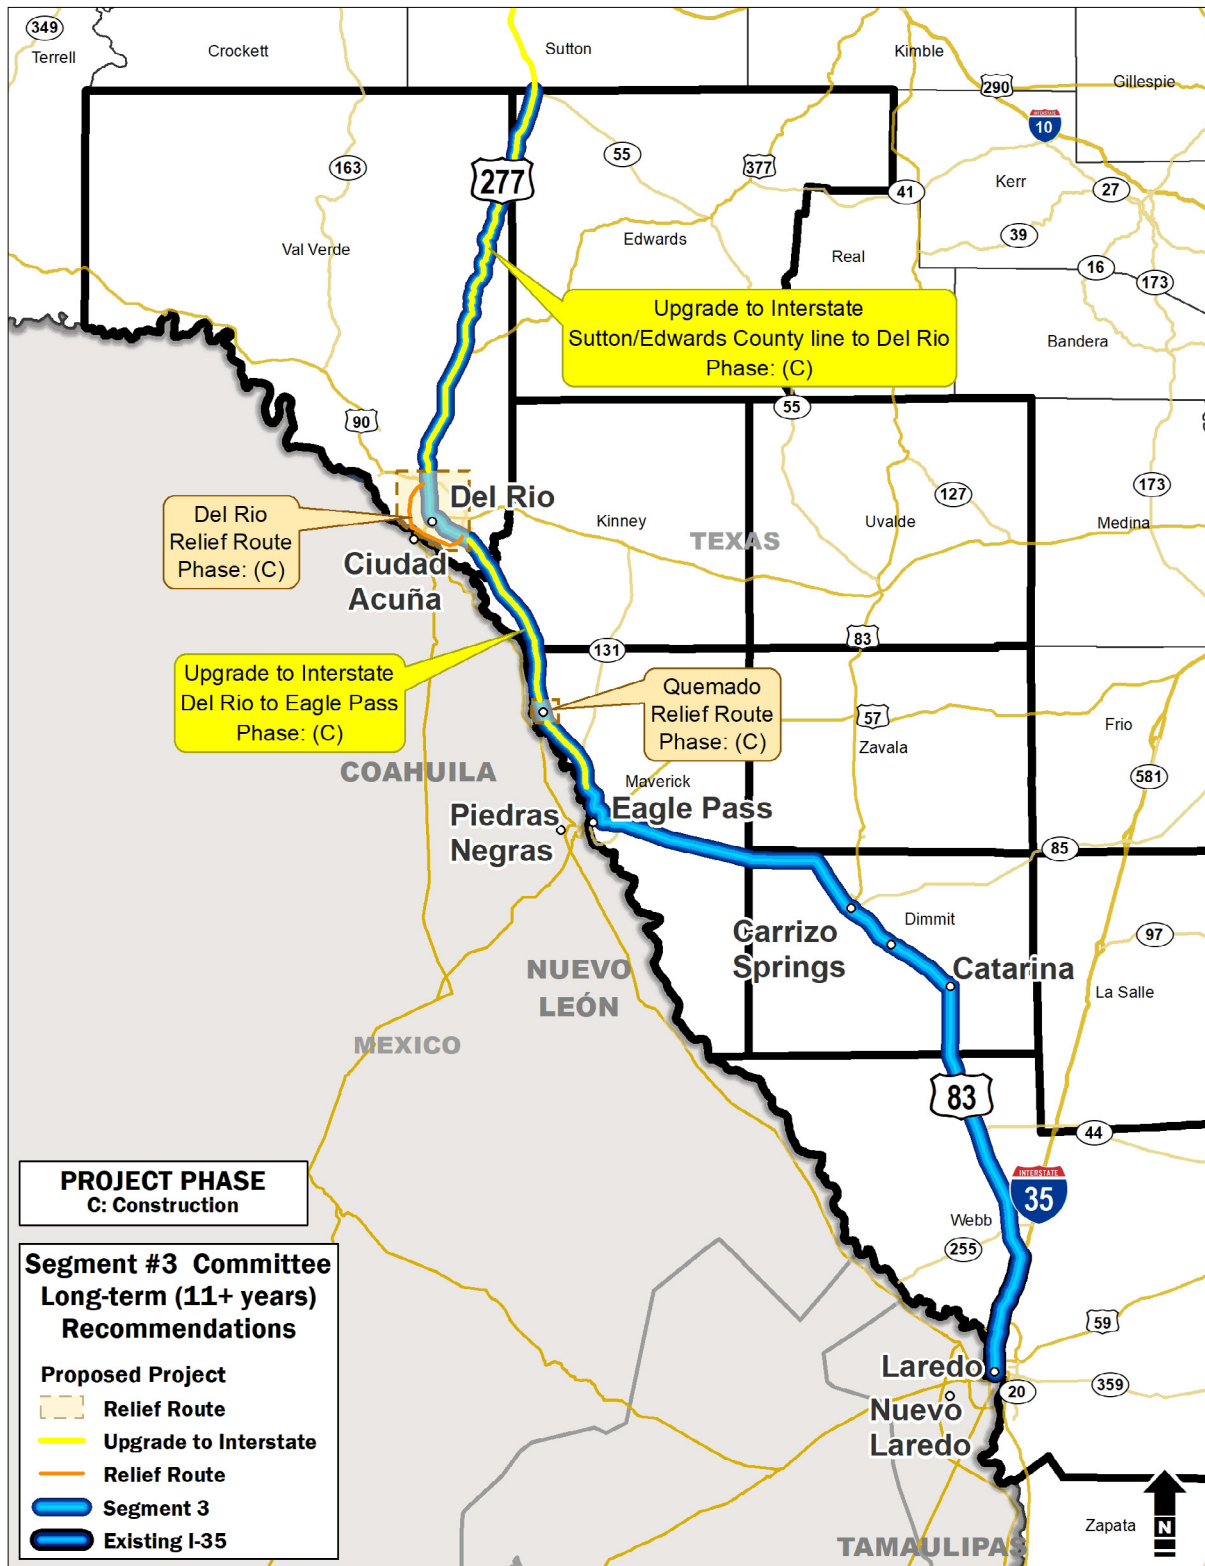 349
Terrell
Crockett
Sutton
Kimble
290
Gillespie
INTERSTATE
10
163
277
55
377
41
Kerr
27
39
Val Verde
Edwards
Real
16
173
Bandera
Upgrade to Interstate
Sutton/Edwards County line to Del Rio
Phase: (C)
90
55
Del Rio
Relief Route
Phase: (C)
Del Rio
Ciudad
Acuña
Kinney
TEXAS
127
Uvalde
173
Medina
83
131
Upgrade to Interstate
Del Rio to Eagle Pass
Phase: (C)
Quemado
Relief Route
Phase: (C)
57
Zavala
Frio
581
COAHUILA
Maverick
Piedras
Negras
Eagle Pass
85
Carrizo
Springs
Dimmit
Catarina
97
La Salle
NUEVO
LEÓN
MEXICO
83
44
INTERSTATE
35
Webb
255
59
Laredo
20
359
Nuevo
Laredo
Zapata
TAMAULIPAS
N
PROJECT PHASE
C: Construction
Segment #3 Committee
Long-term (11+ years)
Recommendations
Proposed Project
Relief Route
Upgrade to Interstate
Relief Route
Segment 3
Existing I-35